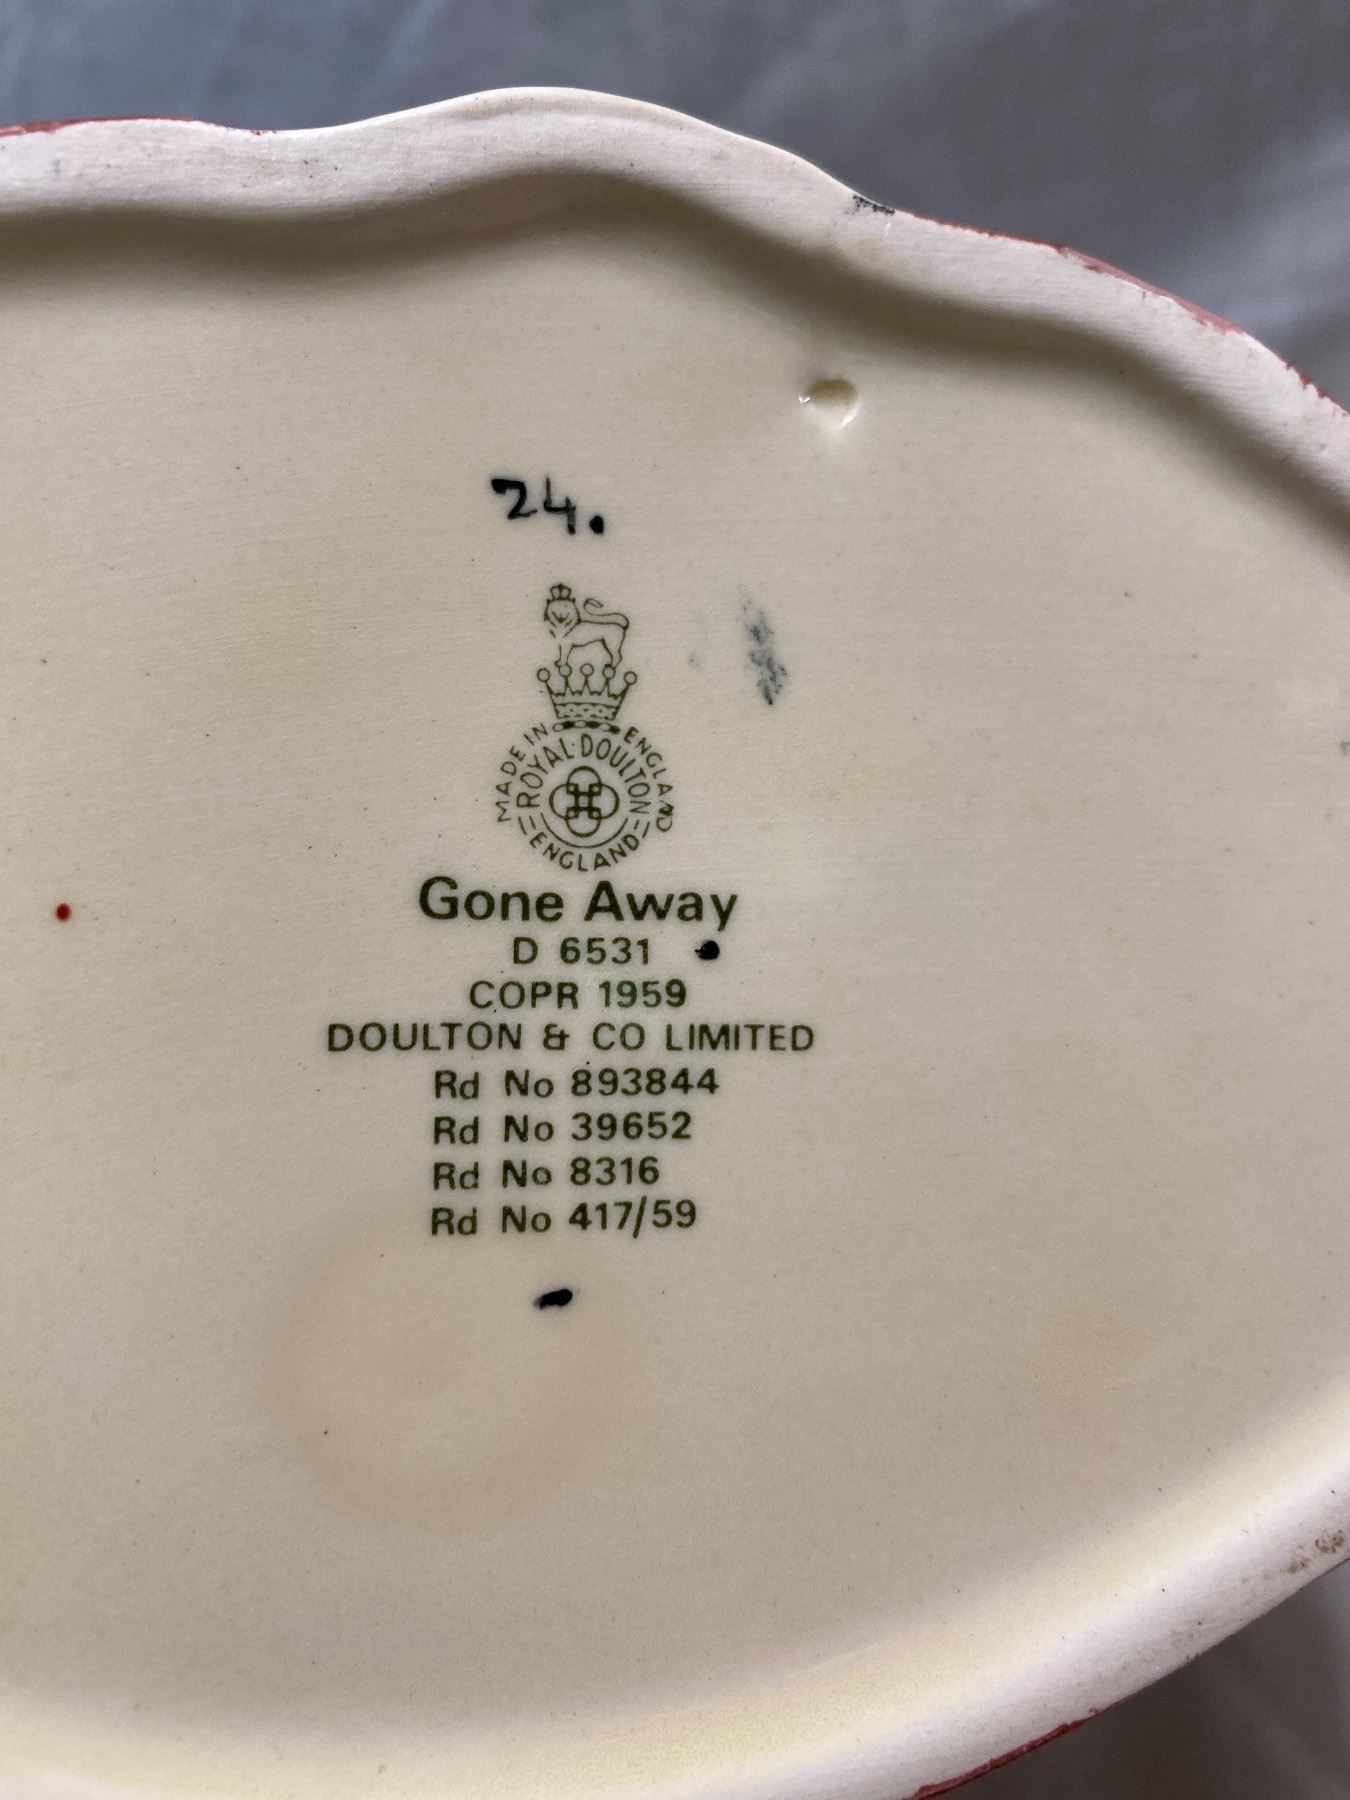 24.
MADE IN ENGLAND
ROYAL DOULTON
ENGLAND
Gone Away
D 6531
COPR 1959
DOULTON & CO LIMITED
Rd No 893844
Rd No 39652
Rd No 8316
Rd No 417/59